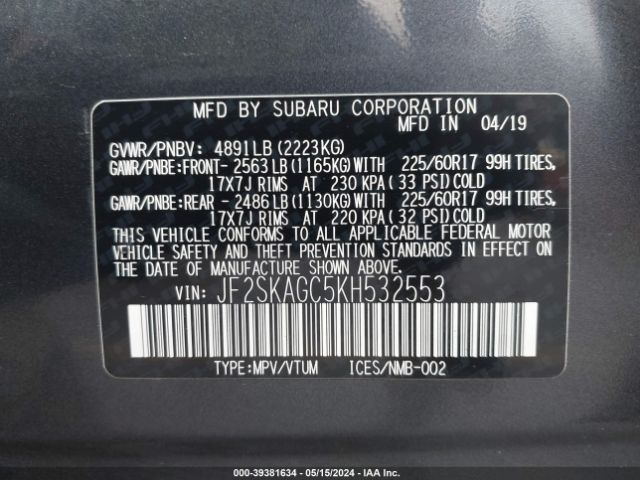 MFD BY SUBARU CORPORATION
MFD IN 04/19
GVWR/PNBV: 4891LB (2223KG)
GAWR/PNBE:FRONT- 2563 LB (1165KG) WITH 225/60R17 99H TIRES,
17X7J RIMS AT 230 KPA (33 PSI) COLD
GAWR/PNBE:REAR - 2486 LB (1130KG) WITH 225/60R17 99H TIRES,
17X7J RIMS AT 220 KPA (32 PSI) COLD
THIS VEHICLE CONFORMS TO ALL APPLICABLE FEDERAL MOTOR
VEHICLE SAFETY AND THEFT PREVENTION STANDARDS IN EFFECT ON
THE DATE OF MANUFACTURE SHOWN ABOVE.
VIN: JF2SKAGC5KH532553
TYPE:MPV/VTUM ICES/NMB-002
000-39381634 - 05/15/2024 - IAA Inc.